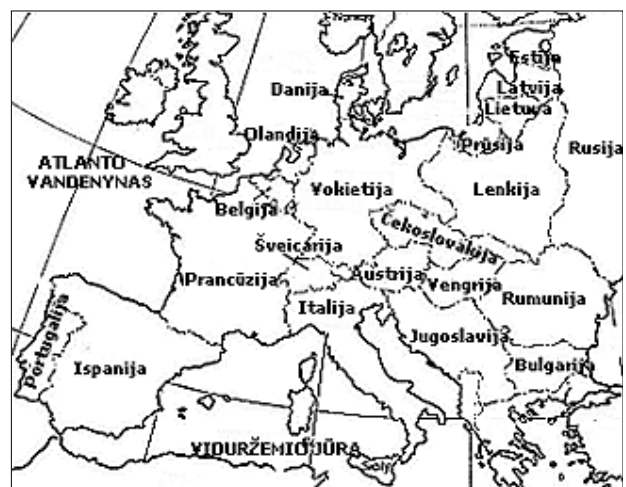 Estija
Latvija
Lietuva
Danija
Olandija
Prūsija
Rusija
ATLANTO
VANDENYNAS
Vokietija
Lenkija
Belgija
Čekoslovakija
Šveicarija
Prancūzija
Austrija
Vengrija
Italija
Rumunija
Jugoslavija
Portugalija
Ispanija
Bulgarija
VIDURŽEMIO JŪRA